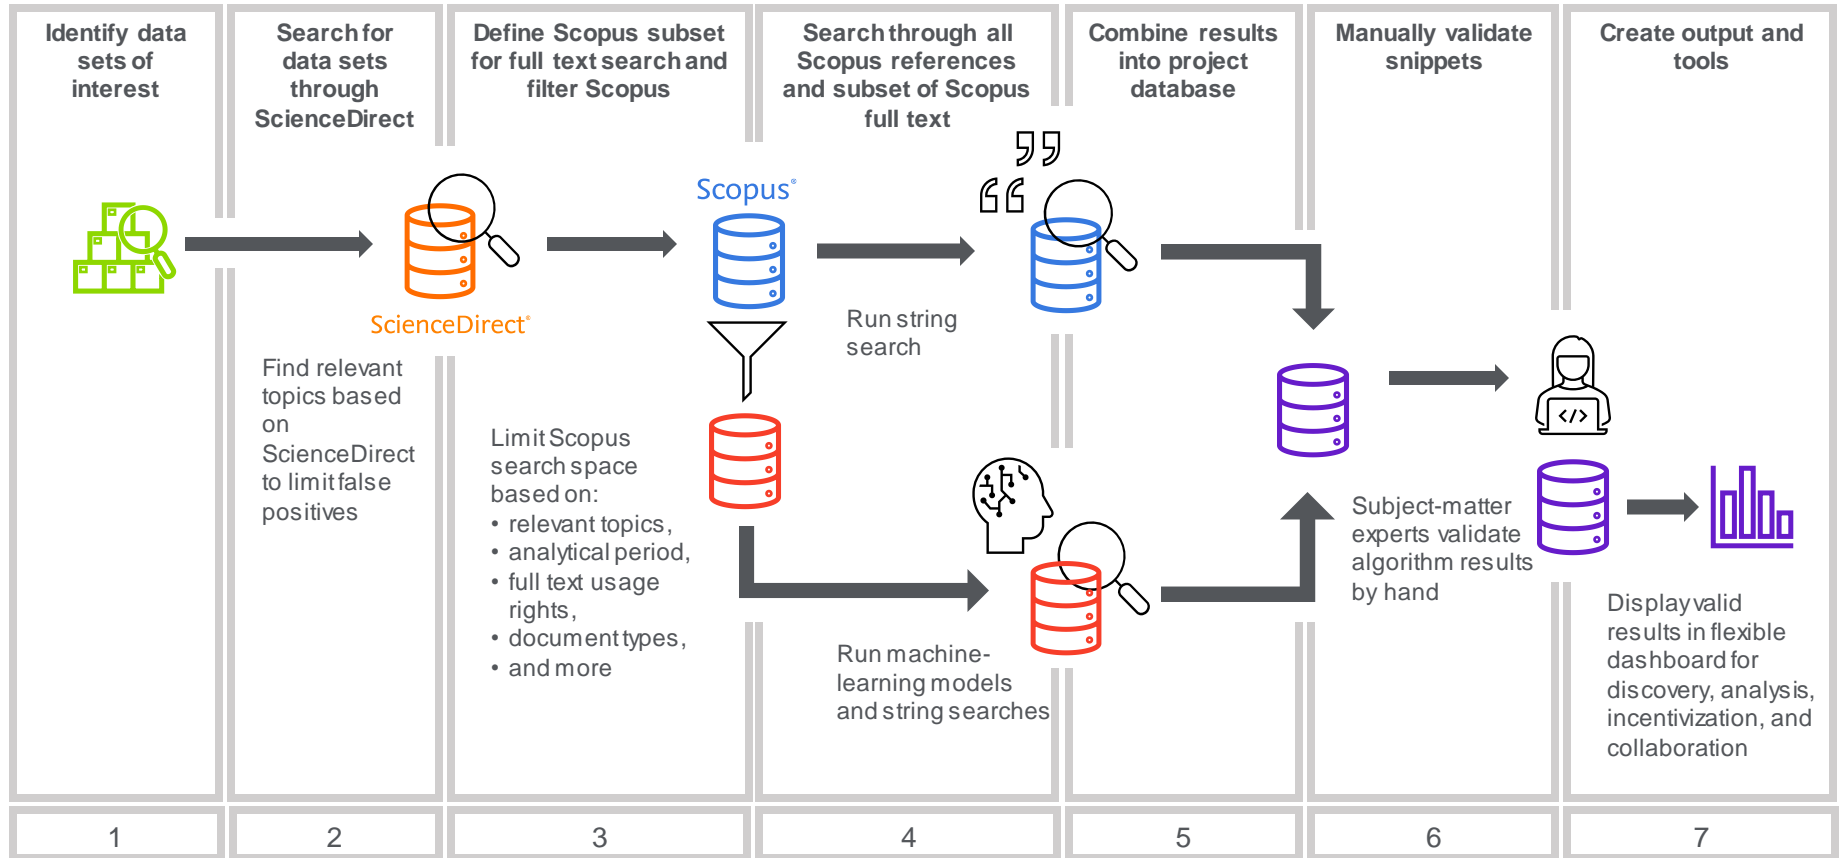 Identify data
sets of
interest
Search for
data sets
through
ScienceDirect
Define Scopus subset
for full text search and
filter Scopus
Search through all
Scopus references
and subset of Scopus
full text
Combine results
into project
database
Manually validate
snippets
Create output and
tools
ScienceDirect®
Find relevant
topics based
on
ScienceDirect
to limit false
positives
Scopus®
Limit Scopus
search space
based on:
• relevant topics,
• analytical period,
• full text usage
rights,
• document types,
• and more
Run string
search
Run machine-
learning models
and string searches
</>
Subject-matter
experts validate
algorithm results
by hand
Display valid
results in flexible
dashboard for
discovery, analysis,
incentivization, and
collaboration
1
2
3
4
5
6
7